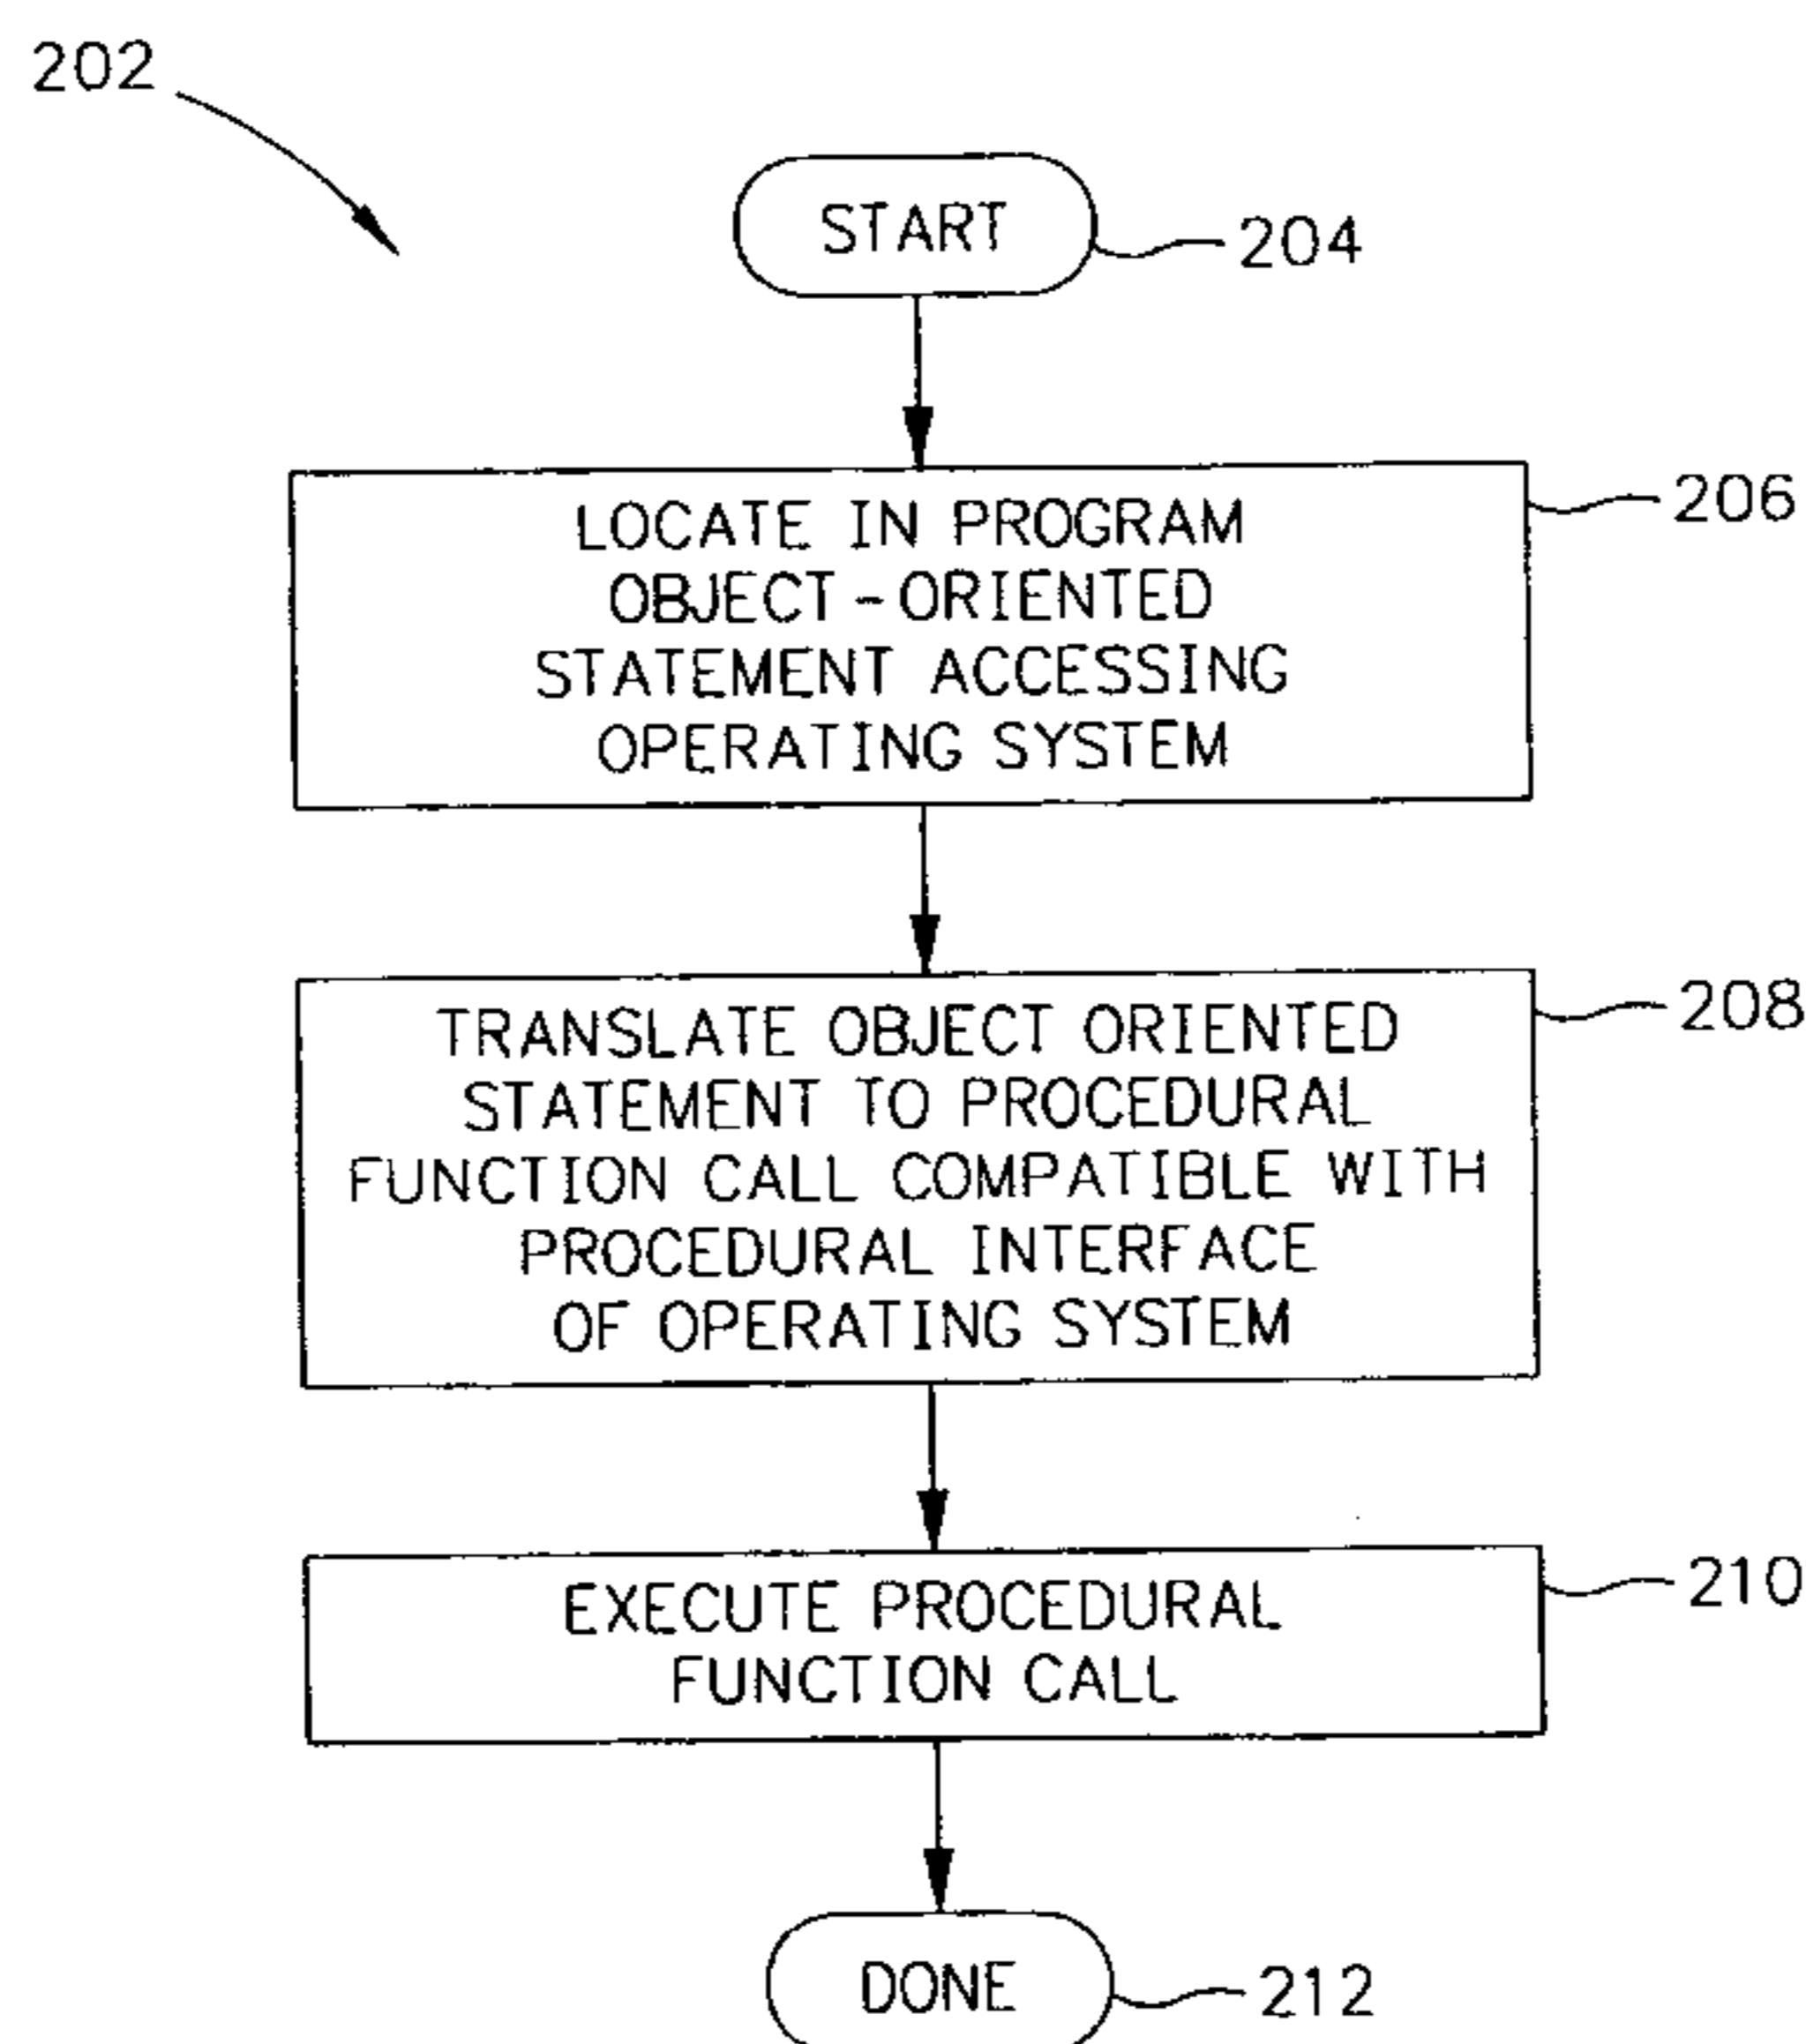 202
START
204
LOCATE IN PROGRAM
OBJECT-ORIENTED
STATEMENT ACCESSING
OPERATING SYSTEM
206
TRANSLATE OBJECT ORIENTED
STATEMENT TO PROCEDURAL
FUNCTION CALL COMPATIBLE WITH
PROCEDURAL INTERFACE
OF OPERATING SYSTEM
208
EXECUTE PROCEDURAL
FUNCTION CALL
210
DONE
212